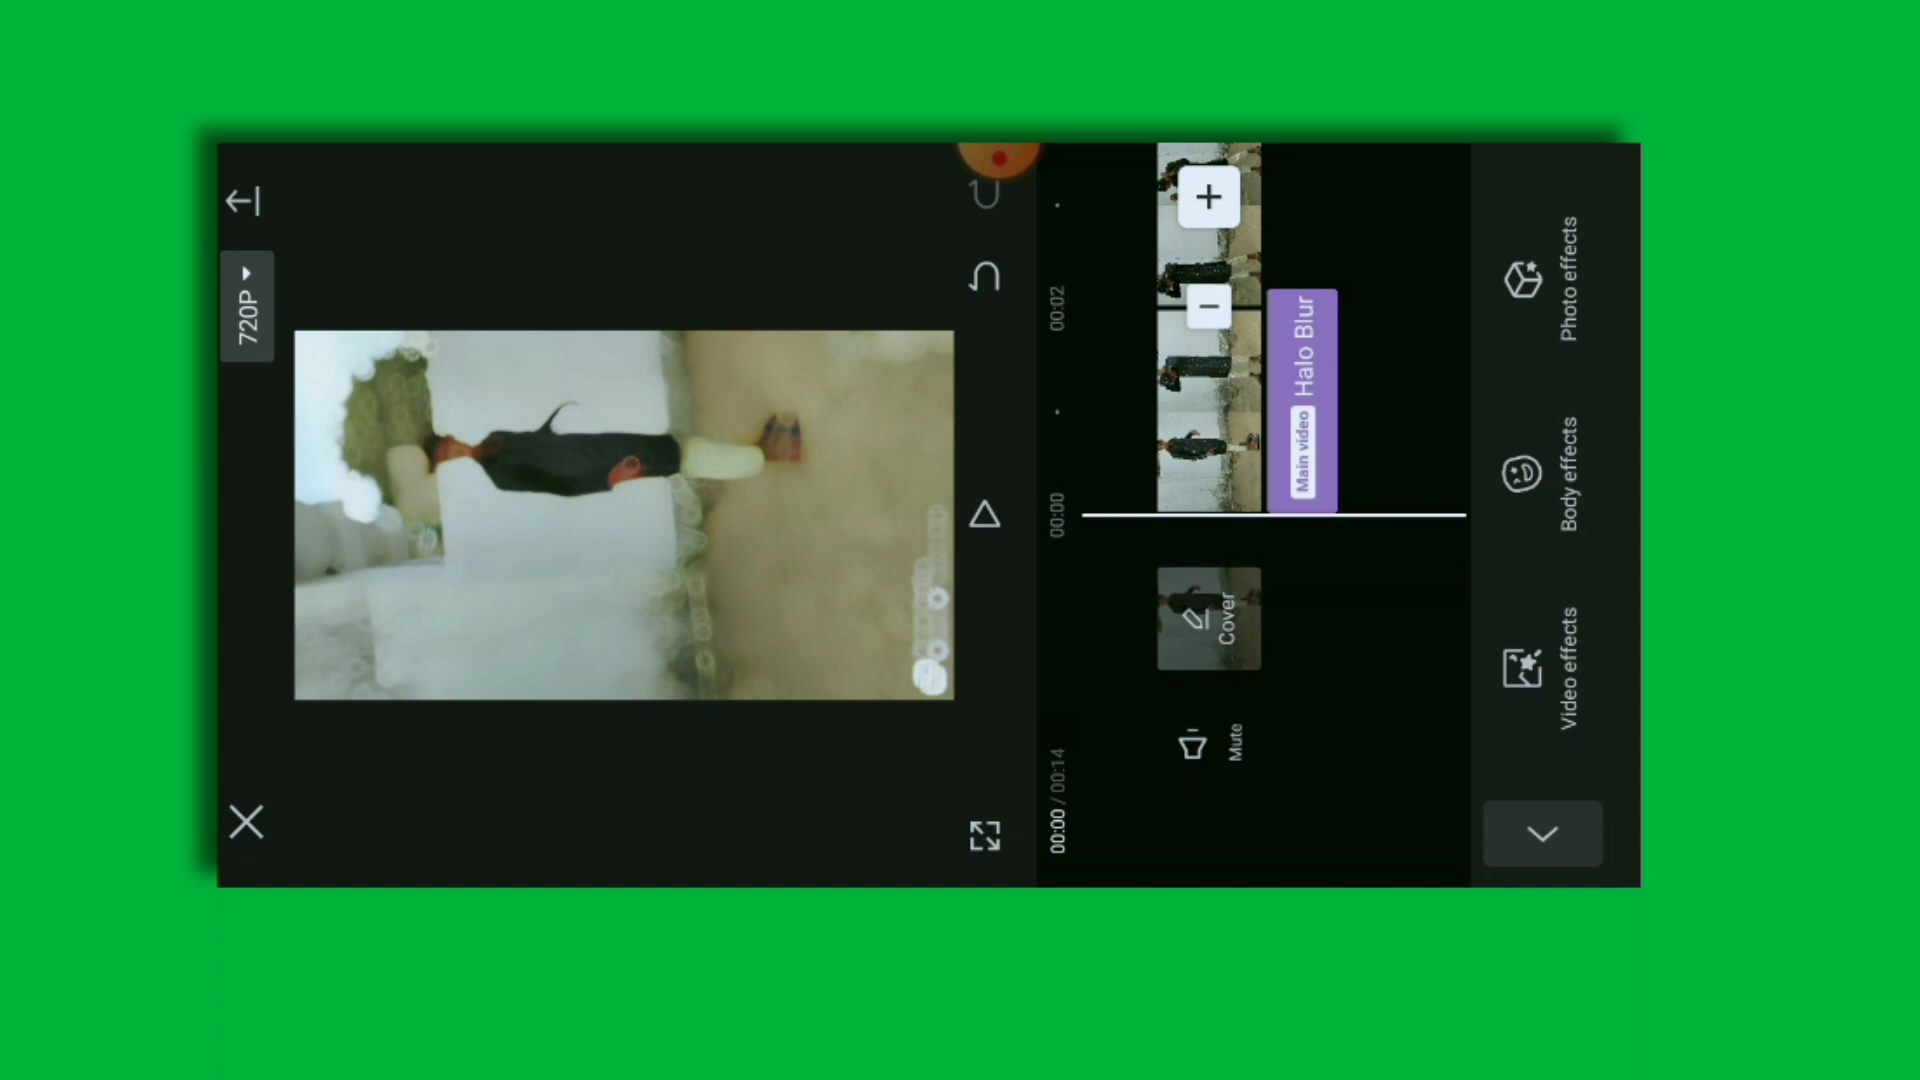 720P
00:00 / 00:14
00:00
00:02
Mute
Cover
Main video Halo Blur
Video effects
Body effects
Photo effects